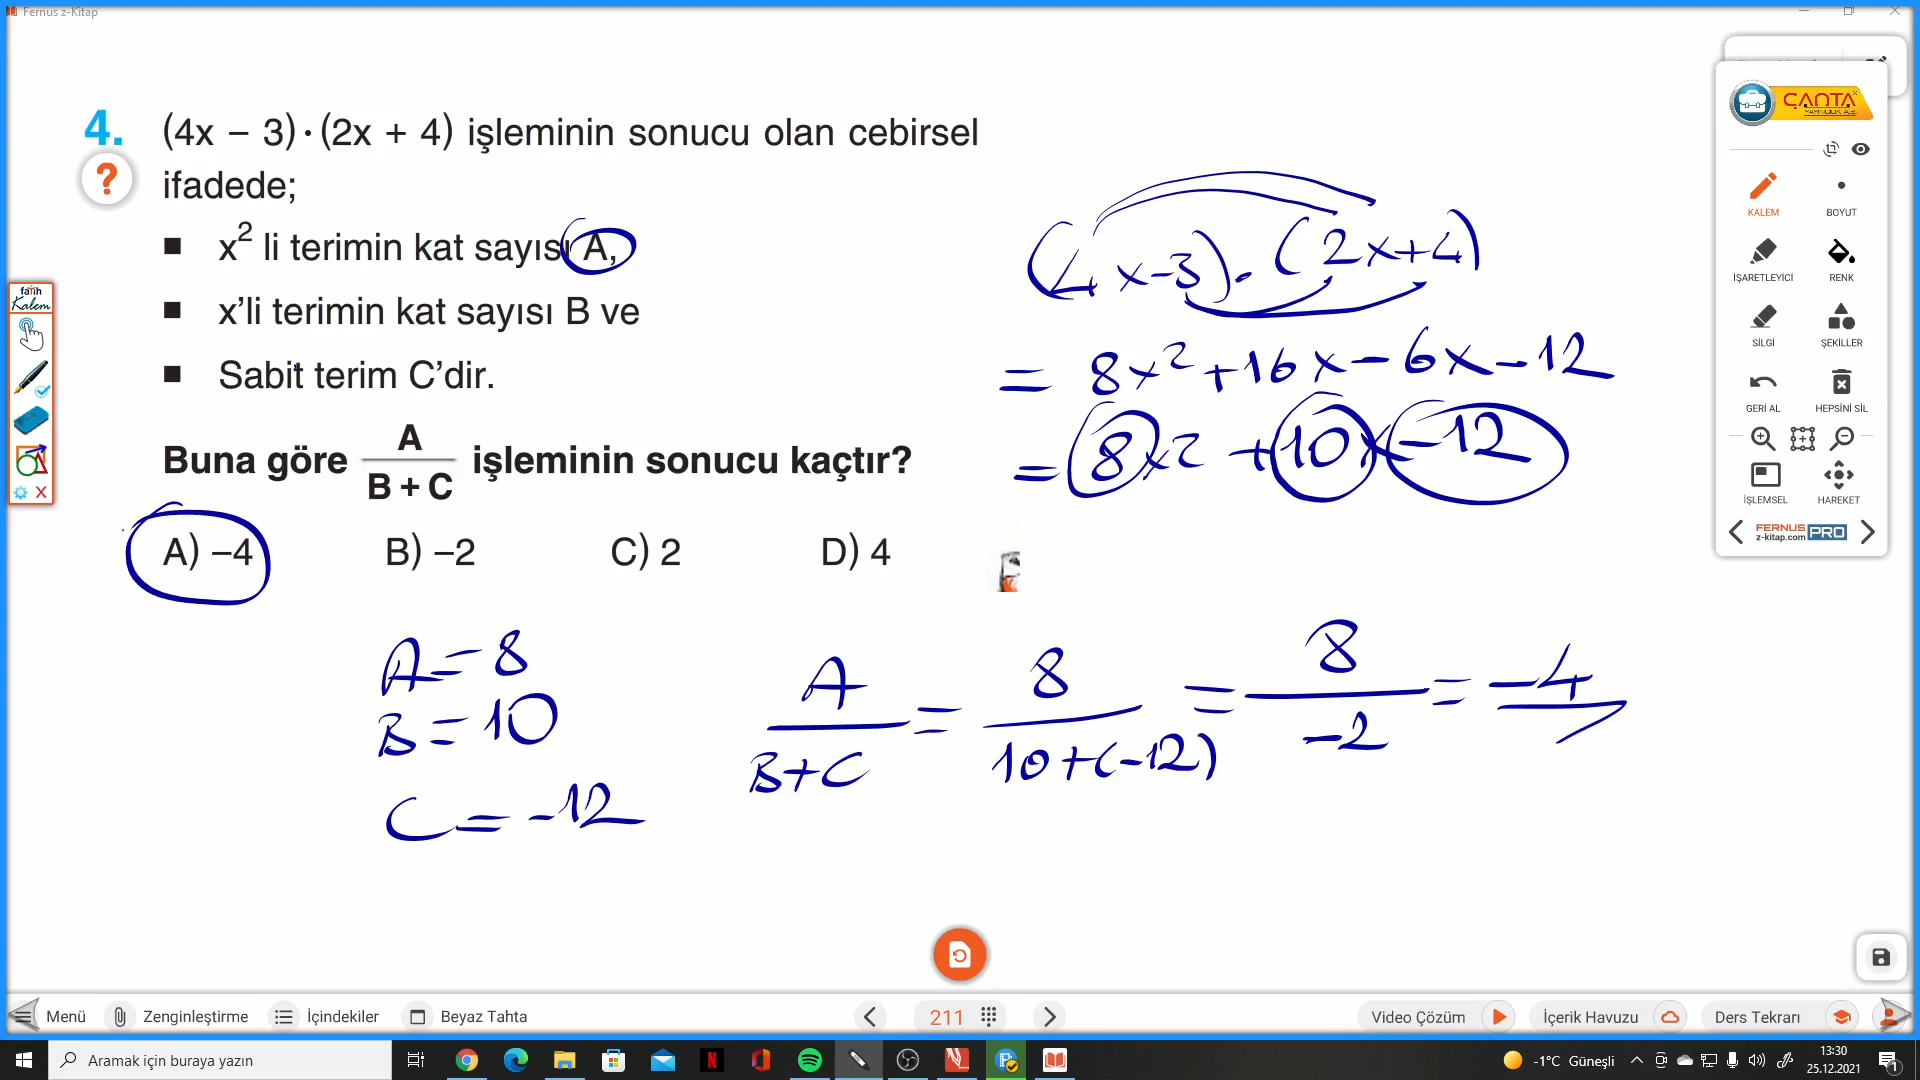 Fernus z-Kitap
4. (4x – 3)·(2x + 4) işleminin sonucu olan cebirsel
? ifadede;
■ x² li terimin kat sayısı A,
■ x'li terimin kat sayısı B ve
■ Sabit terim C'dir.
Buna göre A / B + C işleminin sonucu kaçtır?
A) –4 B) –2 C) 2 D) 4
(4x-3).(2x+4)
= 8x² +16x - 6x - 12
= 8x2 +10x -12
A = 8
B = 10
C = -12
A / B+C = 8 / 10+(-12) = 8 / -2 = -4
fatih
Kalem
X
ÇANTA
KALEM BOYUT
İŞARETLEYİCİ RENK
SİLGİ ŞEKİLLER
GERİ AL HEPSİNİ SİL
İŞLEMSEL HAREKET
FERNUS
z-kitap.com PRO
Menü Zenginleştirme İçindekiler Beyaz Tahta 211 Video Çözüm İçerik Havuzu Ders Tekrarı
Aramak için buraya yazın
-1°C Güneşli
13:30
25.12.2021
1